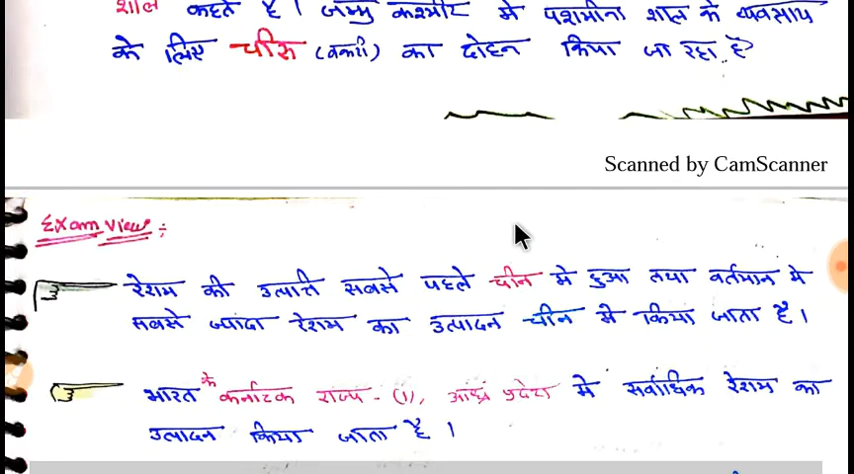 शाल कहते है। जम्मु कश्मीर मे पशमीना शाल के व्यवसाय
के लिए चीरू (बकरी) का दोहन किया जा रहा है
Scanned by CamScanner
Exam View :-
रेशम की उत्पत्ति सबसे पहले चीन मे हुआ तथा वर्तमान मे
सबसे ज्यादा रेशम का उत्पादन चीन मे किया जाता है।
भारत के कर्नाटक राज्य - (1), आंध्र प्रदेश मे सर्वाधिक रेशम का
उत्पादन किया जाता है।